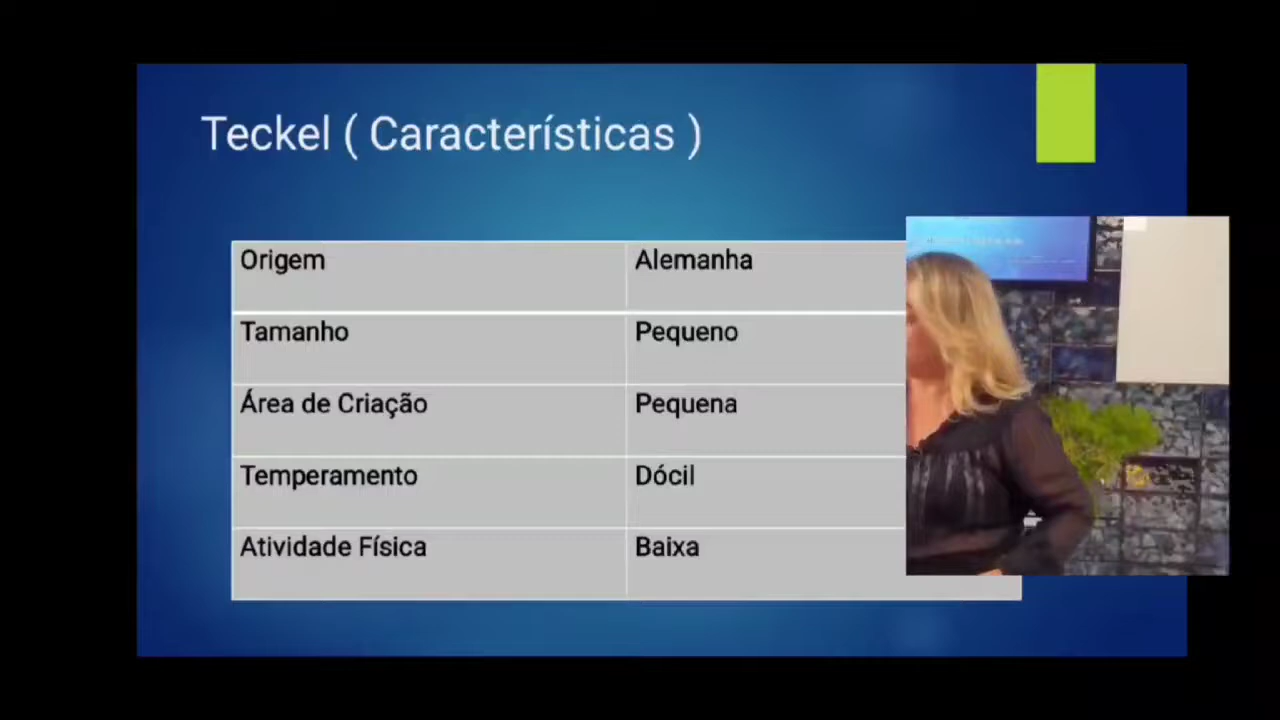 Teckel ( Características )
Origem Alemanha
Tamanho Pequeno
Área de Criação Pequena
Temperamento Dócil
Atividade Física Baixa